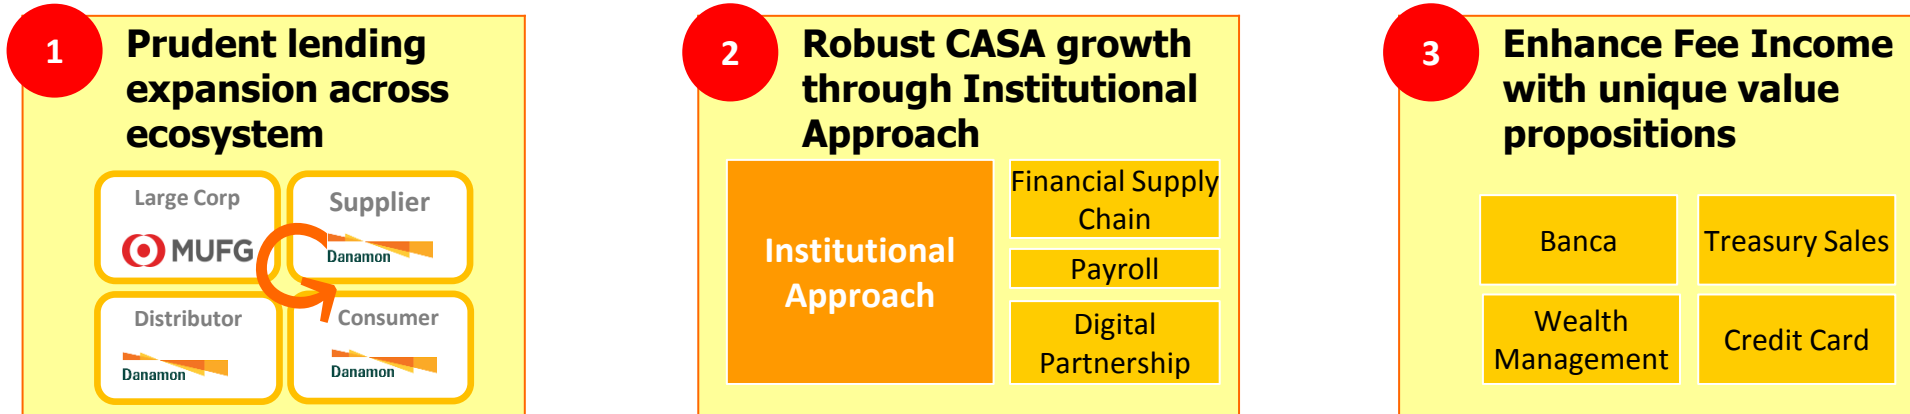 1
Prudent lending
expansion across
ecosystem
Large Corp
MUFG
Supplier
Danamon
Distributor
Danamon
Consumer
Danamon
2
Robust CASA growth
through Institutional
Approach
Institutional
Approach
Financial Supply
Chain
Payroll
Digital
Partnership
3
Enhance Fee Income
with unique value
propositions
Banca
Treasury Sales
Wealth
Management
Credit Card